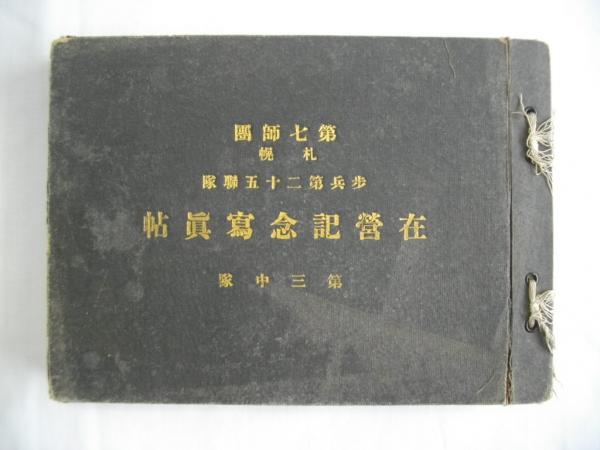 第七師團
札幌
步兵第二十五聯隊
在營記念寫眞帖
第三中隊